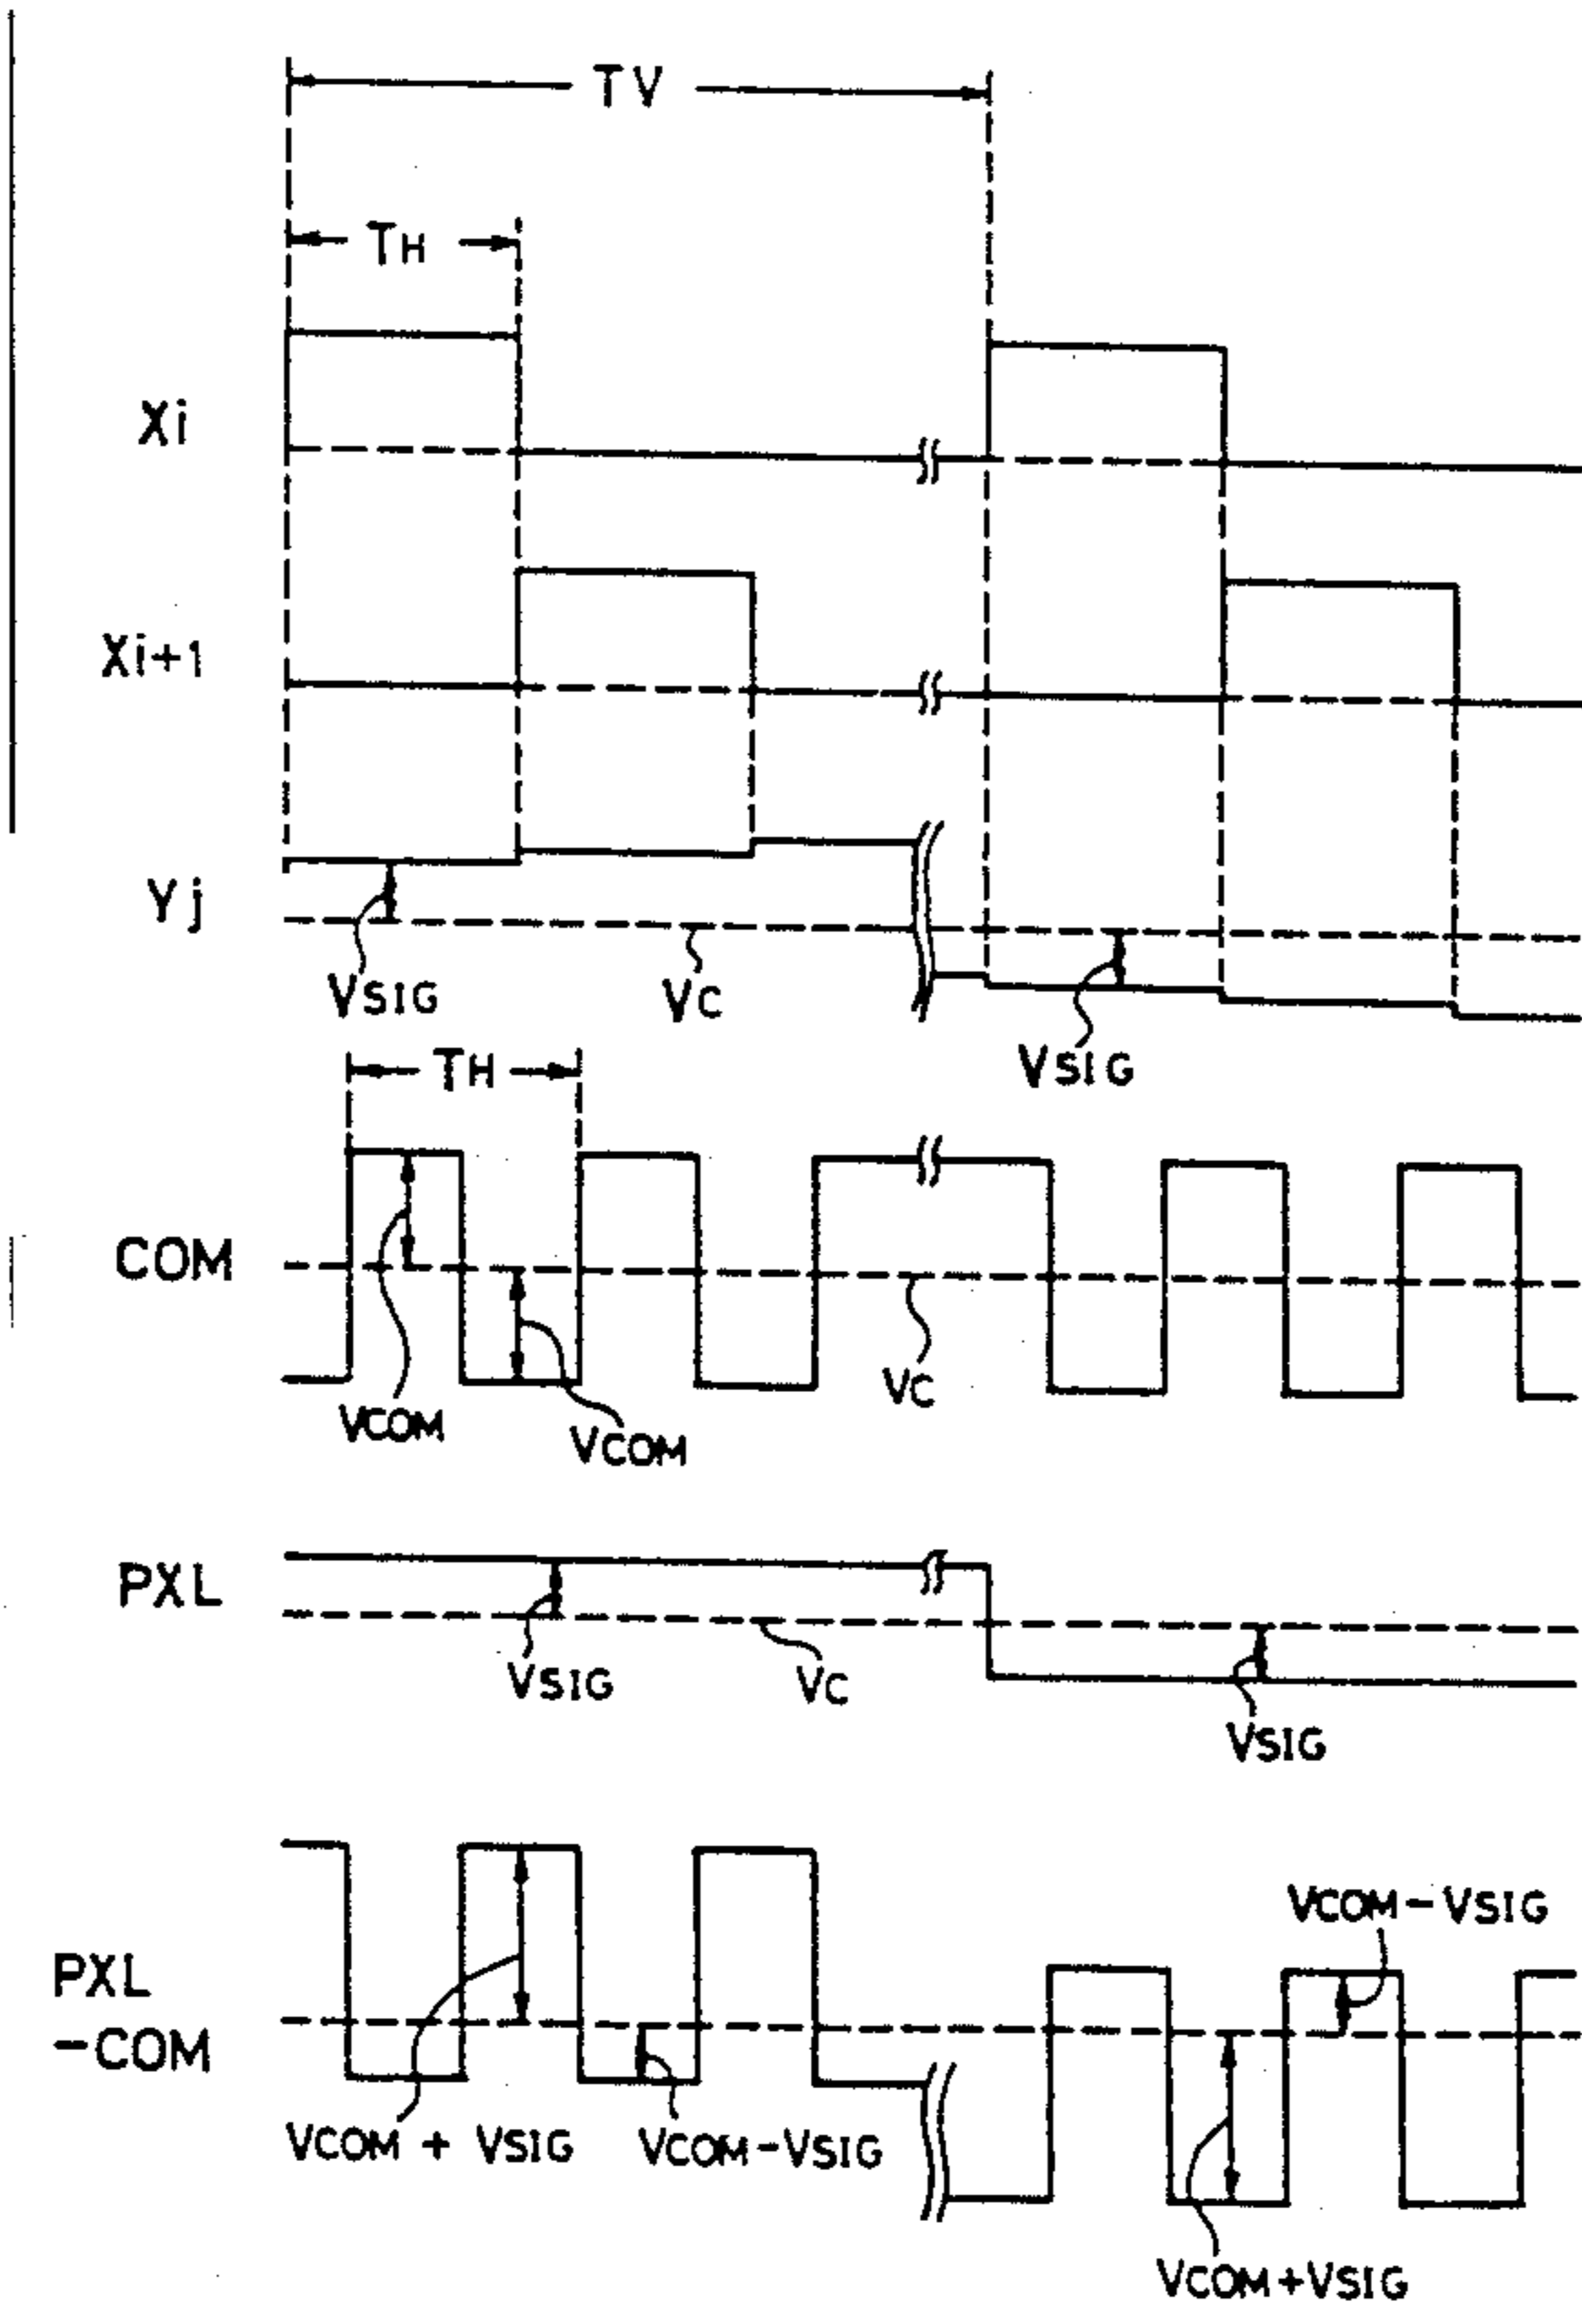 TV
TH
Xi
Xi+1
Yj
VSIG
VC
VSIG
TH
COM
VC
VCOM
VCOM
PXL
VSIG
VC
VSIG
VCOM-VSIG
PXL
-COM
VCOM + VSIG
VCOM-VSIG
VCOM+VSIG